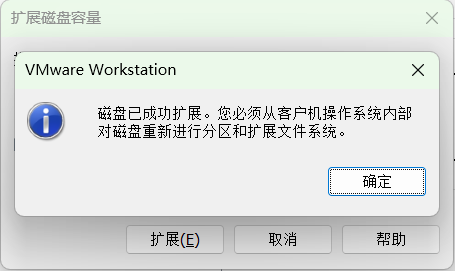 扩展磁盘容量
VMware Workstation
磁盘已成功扩展。您必须从客户机操作系统内部
对磁盘重新进行分区和扩展文件系统。
确定
扩展(E)
取消
帮助